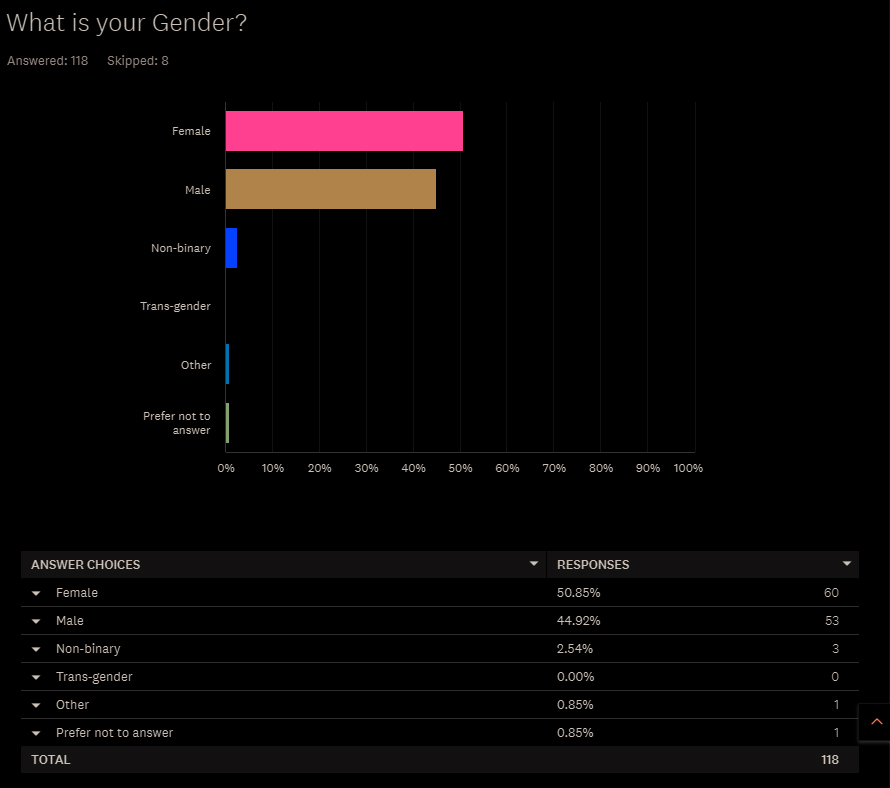 What is your Gender?
Answered: 118 Skipped: 8
Female
Male
Non-binary
Trans-gender
Other
Prefer not to
answer
0% 10% 20% 30% 40% 50% 60% 70% 80% 90% 100%
ANSWER CHOICES RESPONSES
Female 50.85% 60
Male 44.92% 53
Non-binary 2.54% 3
Trans-gender 0.00% 0
Other 0.85% 1
Prefer not to answer 0.85% 1
TOTAL 118